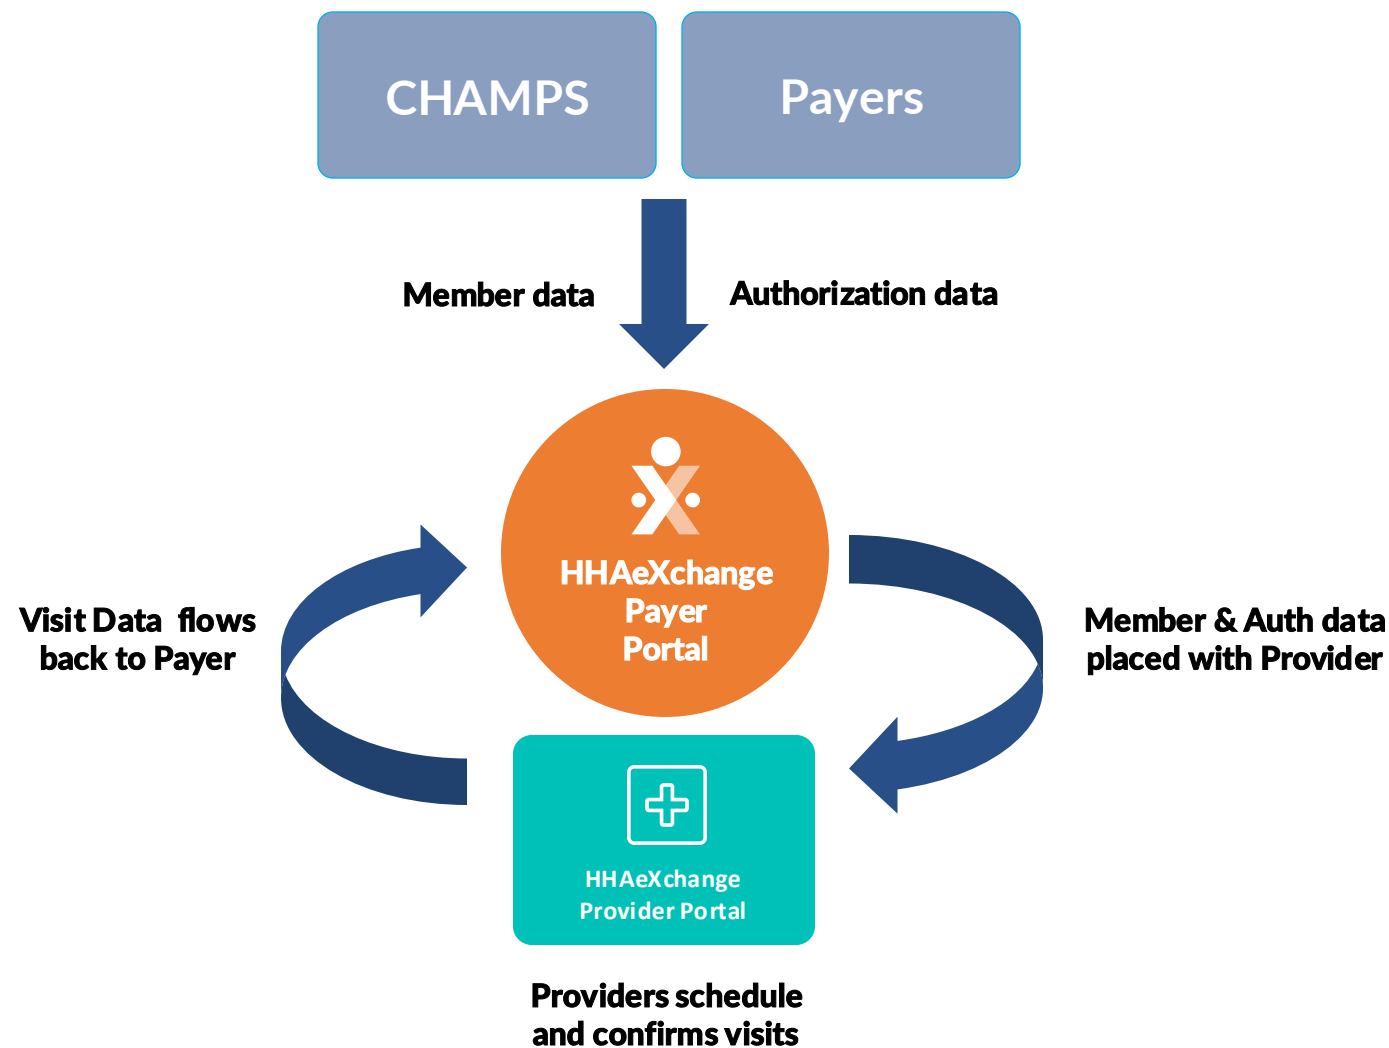 CHAMPS
Payers
Member data
Authorization data
HHAeXchange
Payer
Portal
Visit Data flows
back to Payer
Member & Auth data
placed with Provider
HHAeXchange
Provider Portal
Providers schedule
and confirms visits